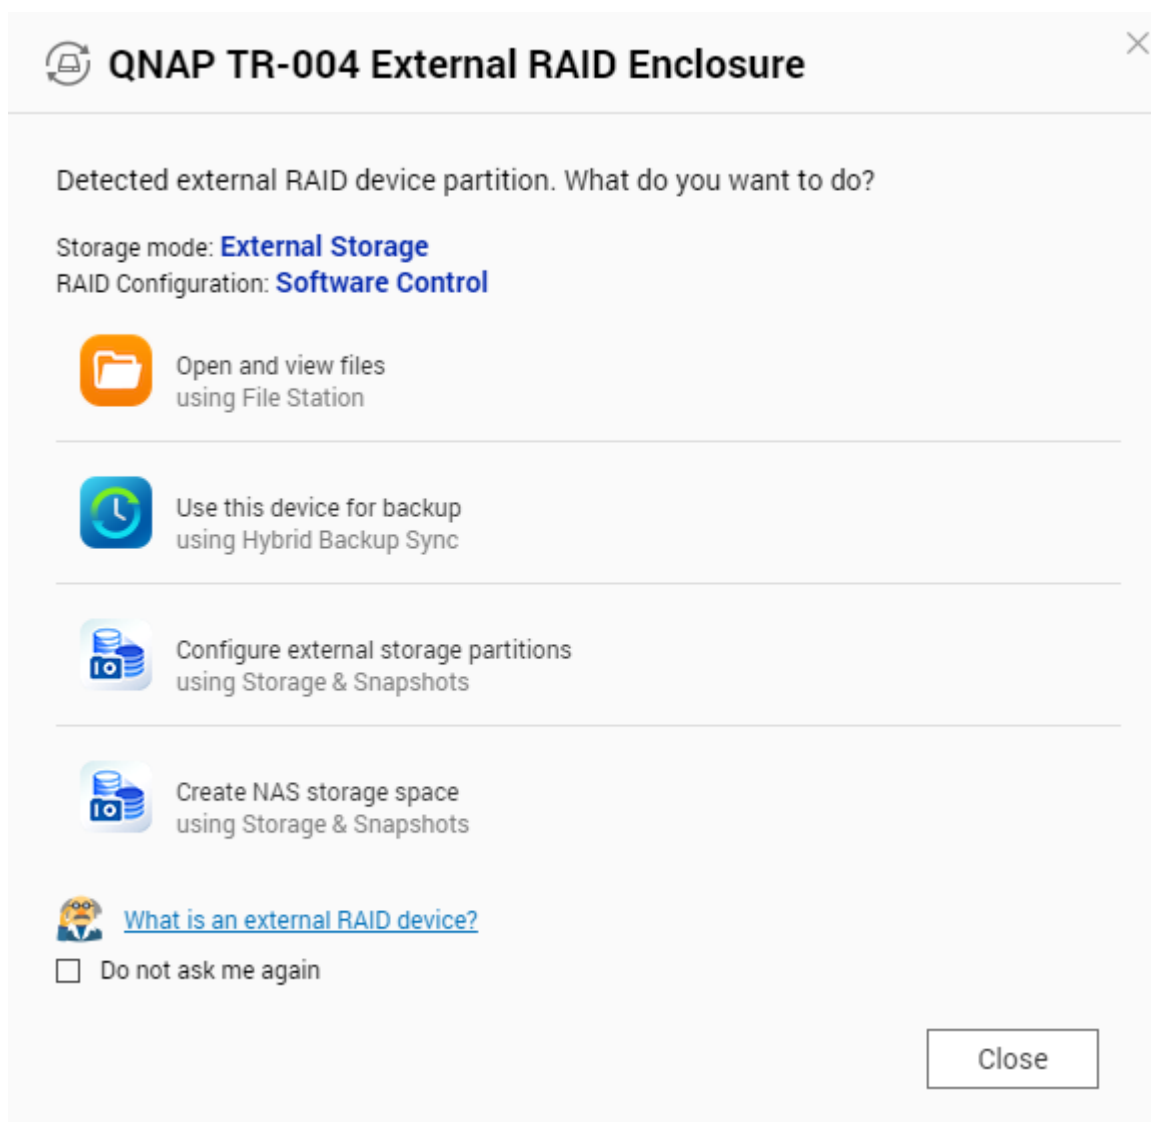 QNAP TR-004 External RAID Enclosure
Detected external RAID device partition. What do you want to do?
Storage mode: External Storage
RAID Configuration: Software Control
Open and view files
using File Station
Use this device for backup
using Hybrid Backup Sync
Configure external storage partitions
using Storage & Snapshots
Create NAS storage space
using Storage & Snapshots
What is an external RAID device?
Do not ask me again
Close